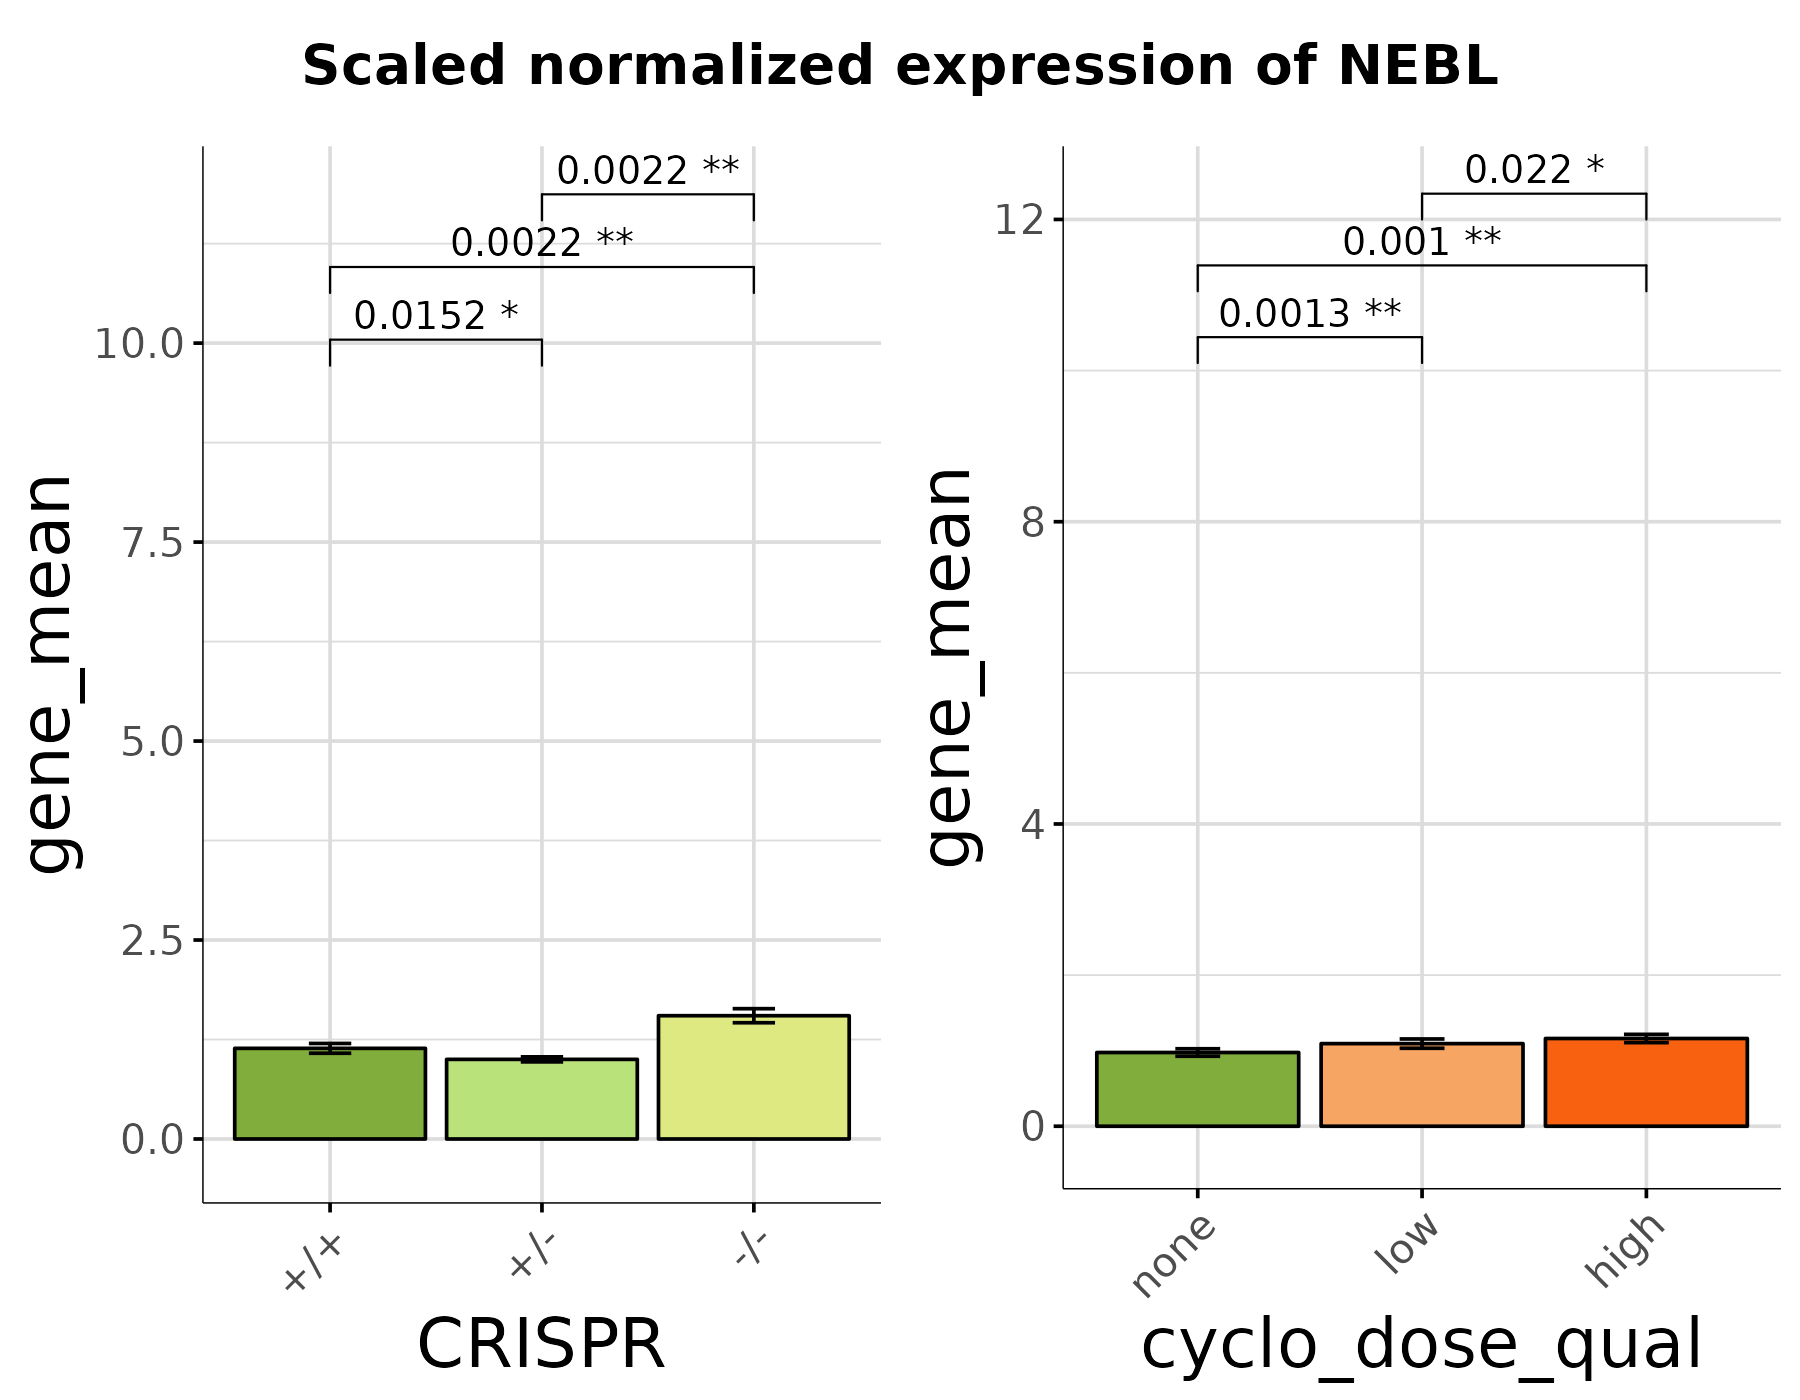 Scaled normalized expression of NEBL
gene_mean
10.0
7.5
5.0
2.5
0.0
0.0022 **
0.0022 **
0.0152 *
+/+
+/-
-/-
CRISPR
gene_mean
12
8
4
0
0.022 *
0.001 **
0.0013 **
none
low
high
cyclo_dose_qual